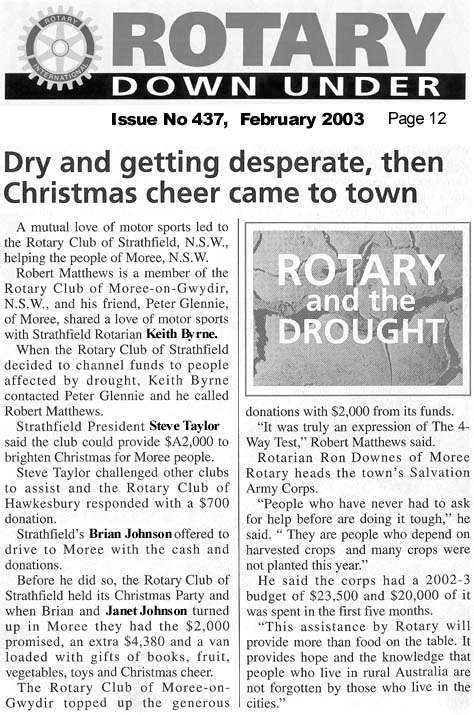 ROTARY
INTERNATIONAL
ROTARY
DOWN UNDER
Issue No 437, February 2003 Page 12
Dry and getting desperate, then
Christmas cheer came to town
A mutual love of motor sports led to
the Rotary Club of Strathfield, N.S.W.,
helping the people of Moree, N.S.W.
Robert Matthews is a member of the
Rotary Club of Moree-on-Gwydir,
N.S.W., and his friend, Peter Glennie,
of Moree, shared a love of motor sports
with Strathfield Rotarian Keith Byrne.
When the Rotary Club of Strathfield
decided to channel funds to people
affected by drought, Keith Byrne
contacted Peter Glennie and he called
Robert Matthews.
Strathfield President Steve Taylor
said the club could provide $A2,000 to
brighten Christmas for Moree people.
Steve Taylor challenged other clubs
to assist and the Rotary Club of
Hawkesbury responded with a $700
donation.
Strathfield's Brian Johnson offered to
drive to Moree with the cash and
donations.
Before he did so, the Rotary Club of
Strathfield held its Christmas Party and
when Brian and Janet Johnson turned
up in Moree they had the $2,000
promised, an extra $4,380 and a van
loaded with gifts of books, fruit,
vegetables, toys and Christmas cheer.
The Rotary Club of Moree-on-
Gwydir topped up the generous
ROTARY
and the
DROUGHT
donations with $2,000 from its funds.
"It was truly an expression of The 4-
Way Test," Robert Matthews said.
Rotarian Ron Downes of Moree
Rotary heads the town's Salvation
Army Corps.
"People who have never had to ask
for help before are doing it tough," he
said. " They are people who depend on
harvested crops and many crops were
not planted this year."
He said the corps had a 2002-3
budget of $23,500 and $20,000 of it
was spent in the first five months.
"This assistance by Rotary will
provide more than food on the table. It
provides hope and the knowledge that
people who live in rural Australia are
not forgotten by those who live in the
cities."